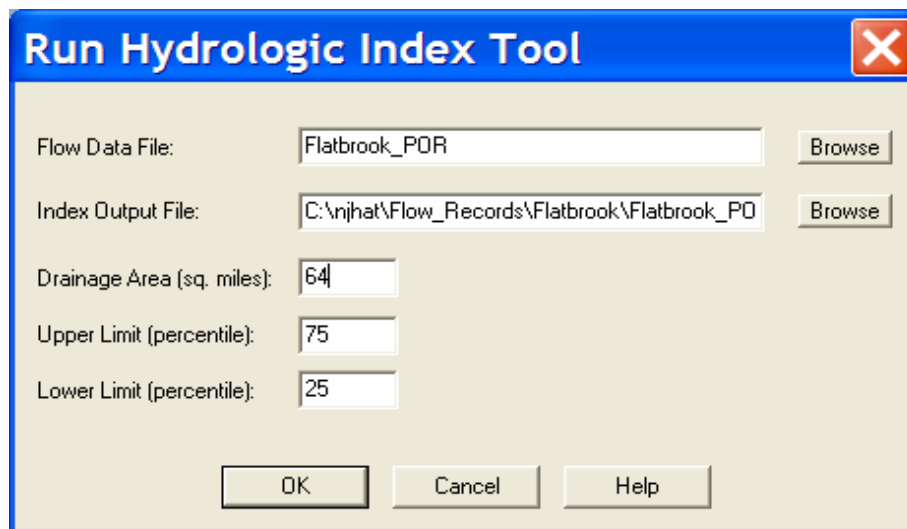 Run Hydrologic Index Tool
Flow Data File: Flatbrook_POR Browse
Index Output File: C:\njhat\Flow_Records\Flatbrook\Flatbrook_PO Browse
Drainage Area (sq. miles): 64
Upper Limit (percentile): 75
Lower Limit (percentile): 25
OK Cancel Help